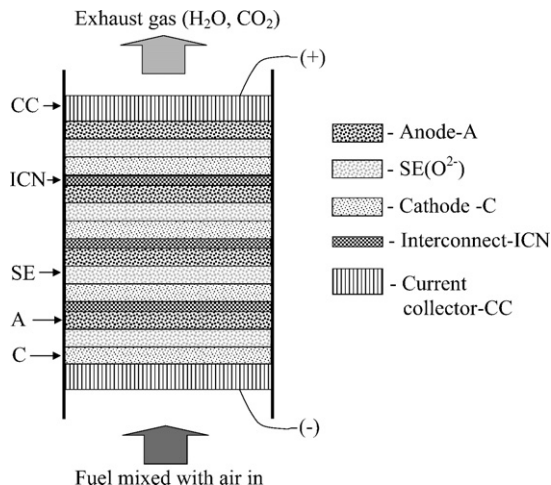 Exhaust gas (H₂O, CO₂)
(+)
CC
ICN
SE
A
C
- Anode-A
- SE(O²⁻)
- Cathode -C
- Interconnect-ICN
- Current
collector-CC
(-)
Fuel mixed with air in